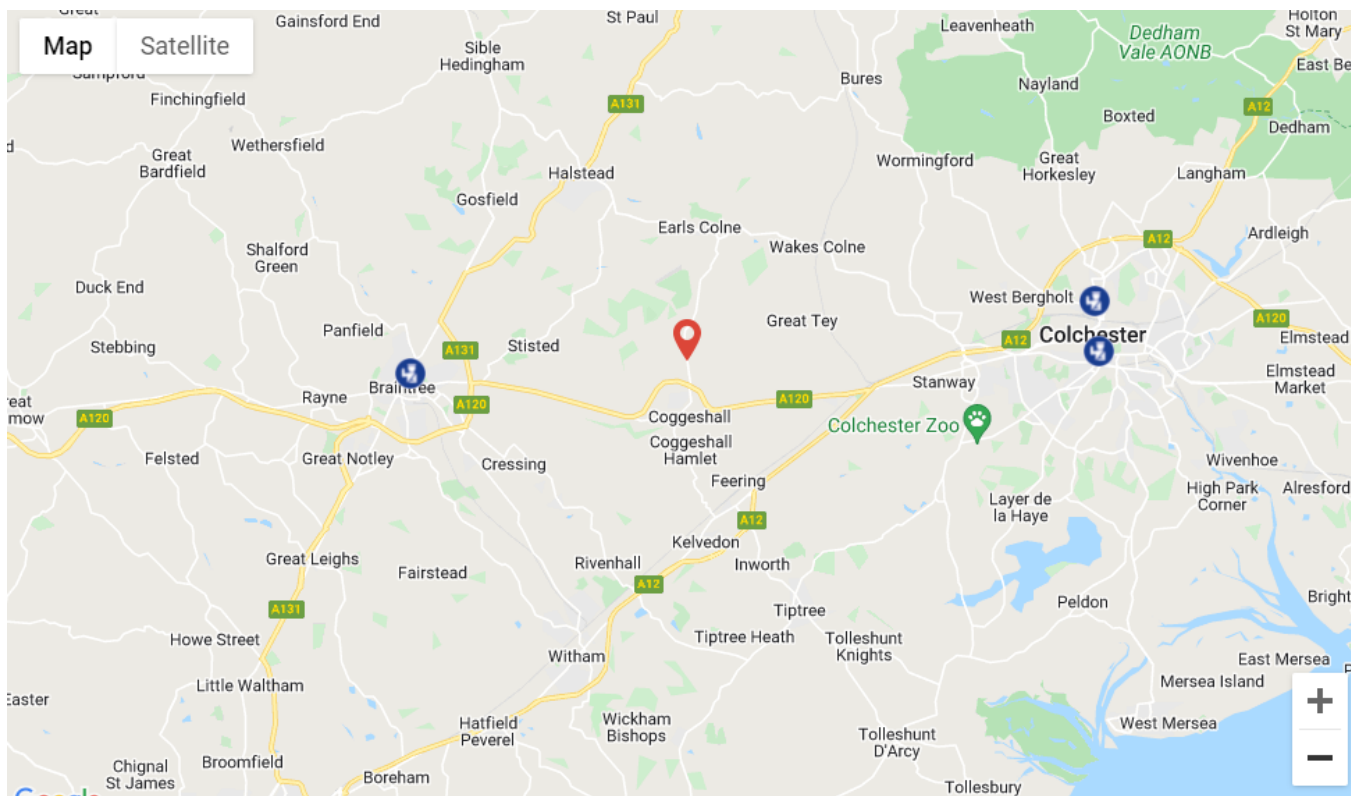 Great
Gainsford End
St Paul
Holton
St Mary
Leavenheath
Dedham
Vale AONB
Map
Satellite
Sible
Hedingham
East Be
Sampford
Bures
Nayland
Finchingfield
A131
A12
Boxted
Dedham
d
Wethersfield
Great
Bardfield
Wormingford
Great
Horkesley
Langham
Halstead
Gosfield
Earls Colne
Ardleigh
A12
Wakes Colne
Shalford
Green
Duck End
West Bergholt
Panfield
Great Tey
A120
Colchester
Elmstead
Stebbing
A131
Stisted
A12
Braintree
Stanway
Elmstead
Market
Rayne
A120
A120
reat
mow
A120
Coggeshall
Colchester Zoo
Coggeshall
Hamlet
Felsted
Great Notley
Cressing
Wivenhoe
Feering
High Park
Corner
Alresford
Layer de
la Haye
A12
Kelvedon
Great Leighs
Rivenhall
Inworth
Fairstead
A12
Bright
A131
Tiptree
Peldon
Howe Street
Tiptree Heath
Tolleshunt
Knights
Witham
East Mersea
Little Waltham
Mersea Island
Easter
Hatfield
Peverel
Wickham
Bishops
West Mersea
Tolleshunt
D'Arcy
Broomfield
Chignal
St James
Boreham
Tollesbury
Google